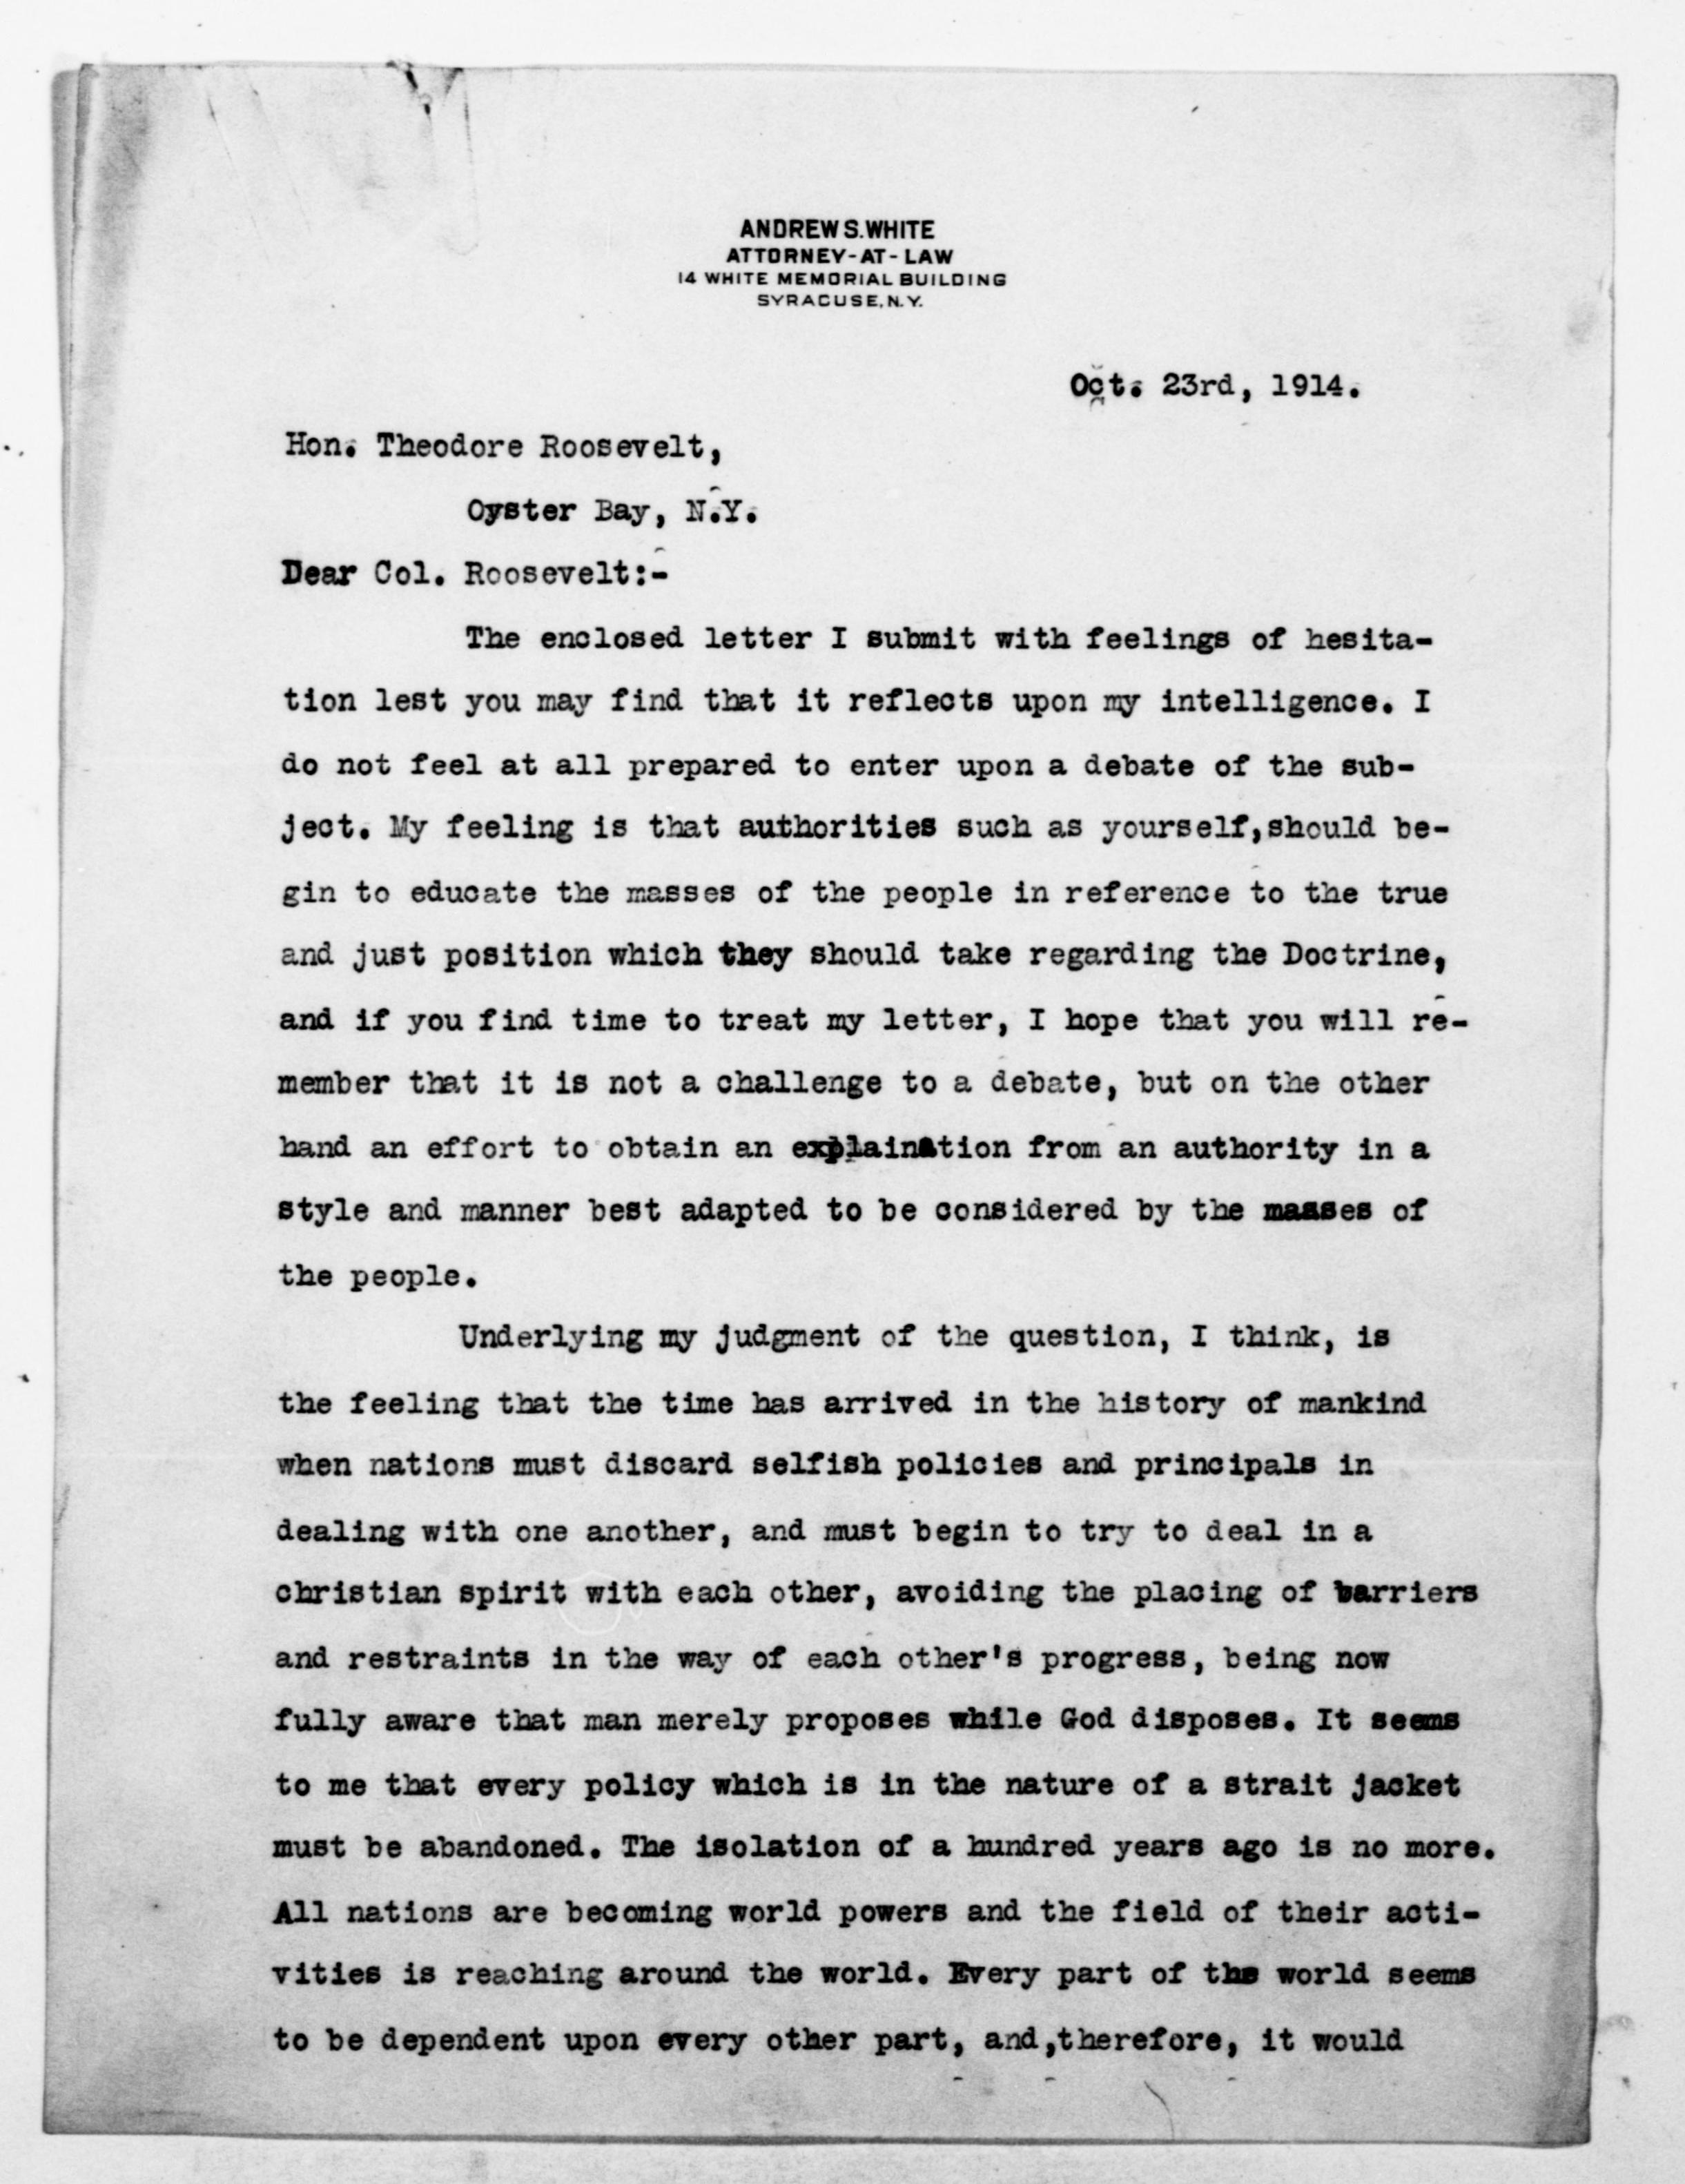 ANDREW S. WHITE
ATTORNEY-AT-LAW
14 WHITE MEMORIAL BUILDING
SYRACUSE, N.Y.
Oct. 23rd, 1914.
Hon. Theodore Roosevelt,
Oyster Bay, N.Y.
Dear Col. Roosevelt:-
The enclosed letter I submit with feelings of hesita-
tion lest you may find that it reflects upon my intelligence. I
do not feel at all prepared to enter upon a debate of the sub-
ject. My feeling is that authorities such as yourself,should be-
gin to educate the masses of the people in reference to the true
and just position which they should take regarding the Doctrine,
and if you find time to treat my letter, I hope that you will re-
member that it is not a challenge to a debate, but on the other
hand an effort to obtain an explaination from an authority in a
style and manner best adapted to be considered by the masses of
the people.
Underlying my judgment of the question, I think, is
the feeling that the time has arrived in the history of mankind
when nations must discard selfish policies and principals in
dealing with one another, and must begin to try to deal in a
christian spirit with each other, avoiding the placing of barriers
and restraints in the way of each other's progress, being now
fully aware that man merely proposes while God disposes. It seems
to me that every policy which is in the nature of a strait jacket
must be abandoned. The isolation of a hundred years ago is no more.
All nations are becoming world powers and the field of their acti-
vities is reaching around the world. Every part of the world seems
to be dependent upon every other part, and,therefore, it would